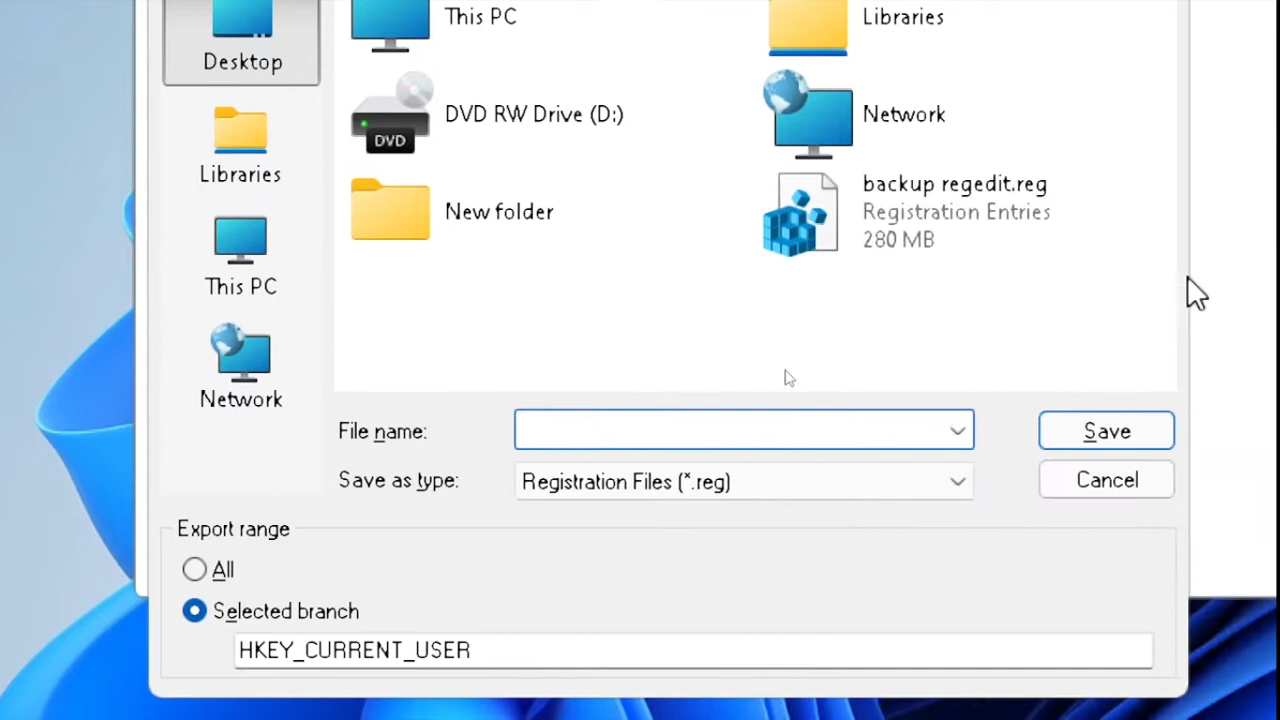 Desktop
This PC
Libraries
DVD RW Drive (D:)
DVD
Network
New folder
backup regedit.reg
Registration Entries
280 MB
Libraries
This PC
Network
File name:
Save
Save as type:
Registration Files (*.reg)
Cancel
Export range
All
Selected branch
HKEY_CURRENT_USER